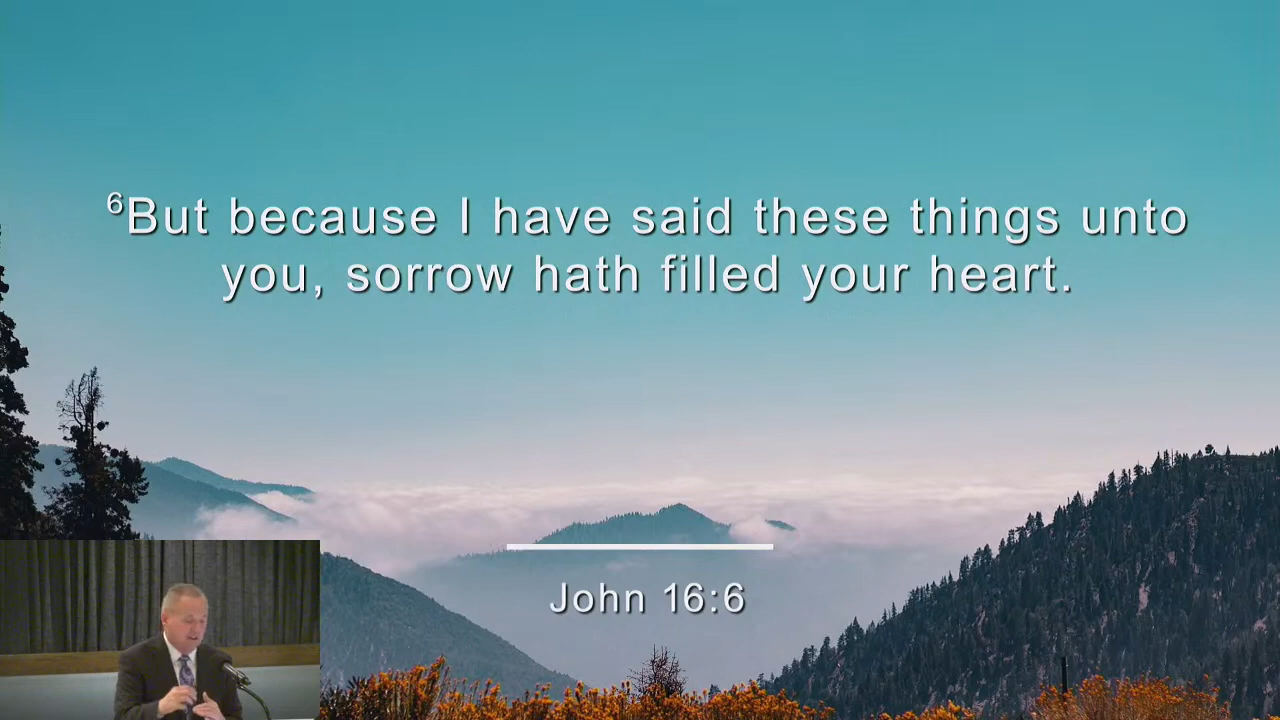 ⁶But because I have said these things unto
you, sorrow hath filled your heart.
John 16:6